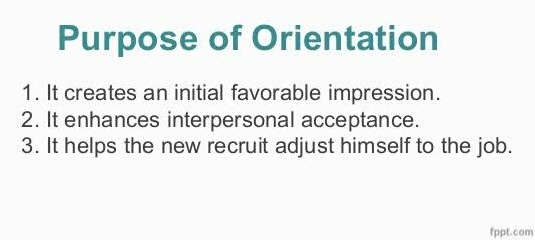 Purpose of Orientation
1. It creates an initial favorable impression.
2. It enhances interpersonal acceptance.
3. It helps the new recruit adjust himself to the job.
fppt.com